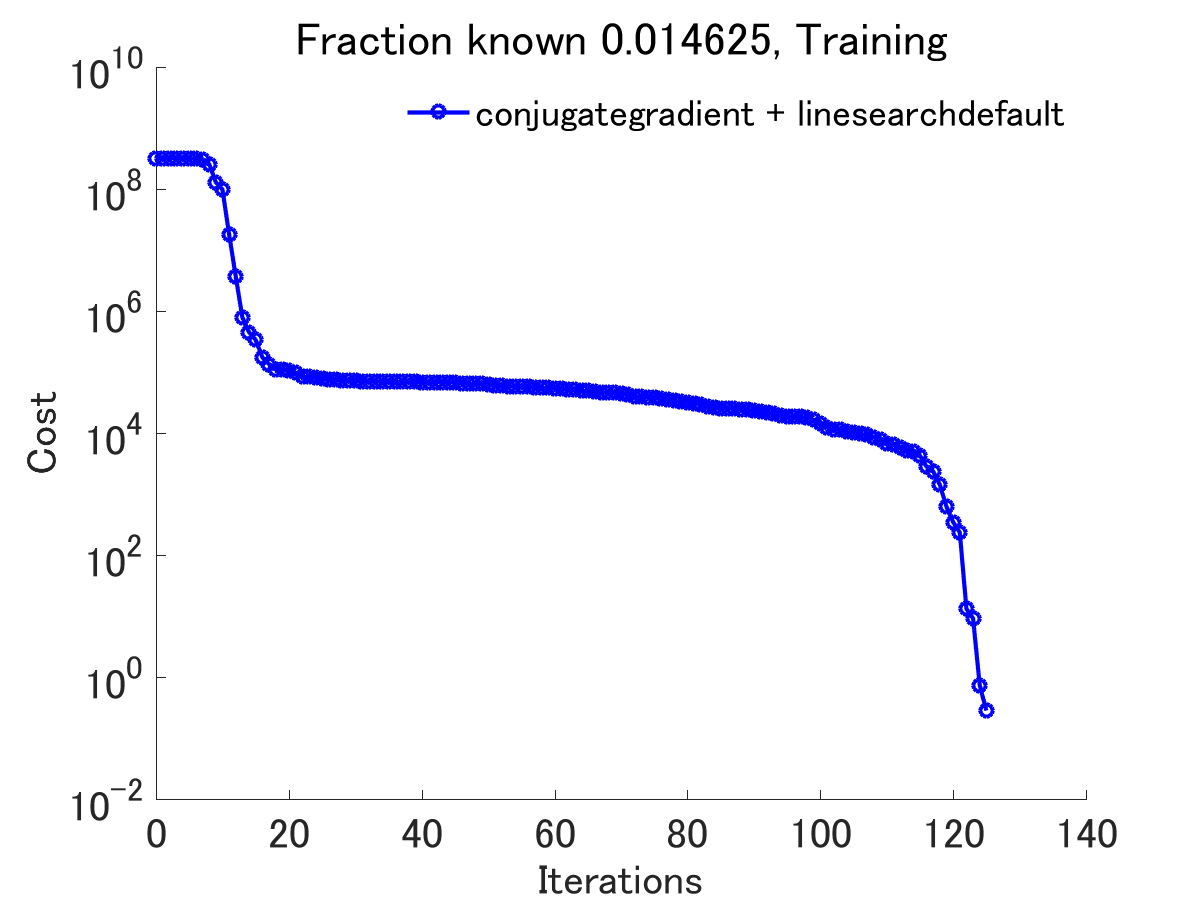 Fraction known 0.014625, Training
conjugategradient + linesearchdefault
10^10
10^8
10^6
10^4
10^2
10^0
10^-2
Cost
0 20 40 60 80 100 120 140
Iterations